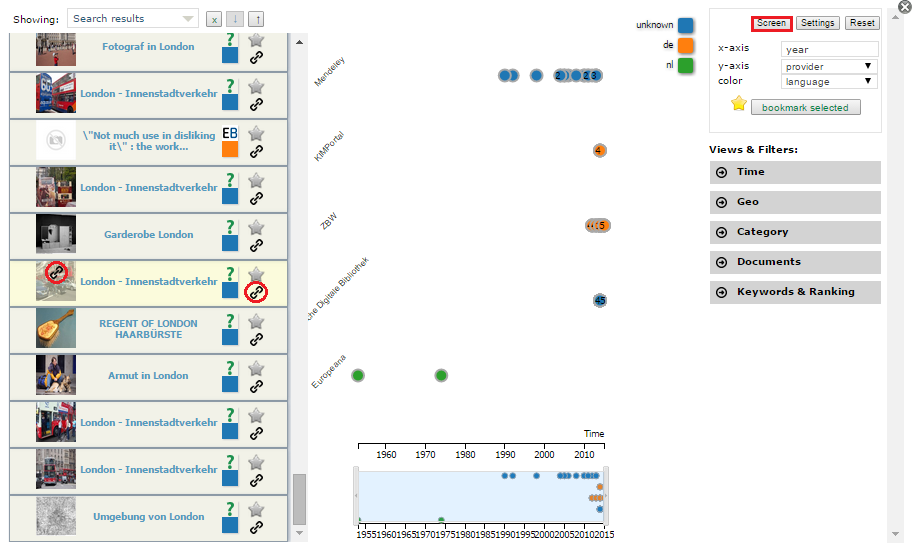 Showing:
Search results
x
↓
↑
Fotograf in London
?
London - Innenstadtverkehr
?
\"Not much use in disliking
it\" : the work...
EB
London - Innenstadtverkehr
?
Garderobe London
?
London - Innenstadtverkehr
?
REGENT OF LONDON
HAARBÜRSTE
?
Armut in London
?
London - Innenstadtverkehr
?
London - Innenstadtverkehr
?
Umgebung von London
?
unknown
de
nl
Mendeley
2
2
3
KIMPortal
4
ZBW
15
che Digitale Bibliothek
45
Europeana
Time
1960 1970 1980 1990 2000 2010
1955 1960 1965 1970 1975 1980 1985 1990 1995 2000 2005 2010 2015
Screen
Settings
Reset
x-axis year
y-axis provider
color language
bookmark selected
Views & Filters:
Time
Geo
Category
Documents
Keywords & Ranking